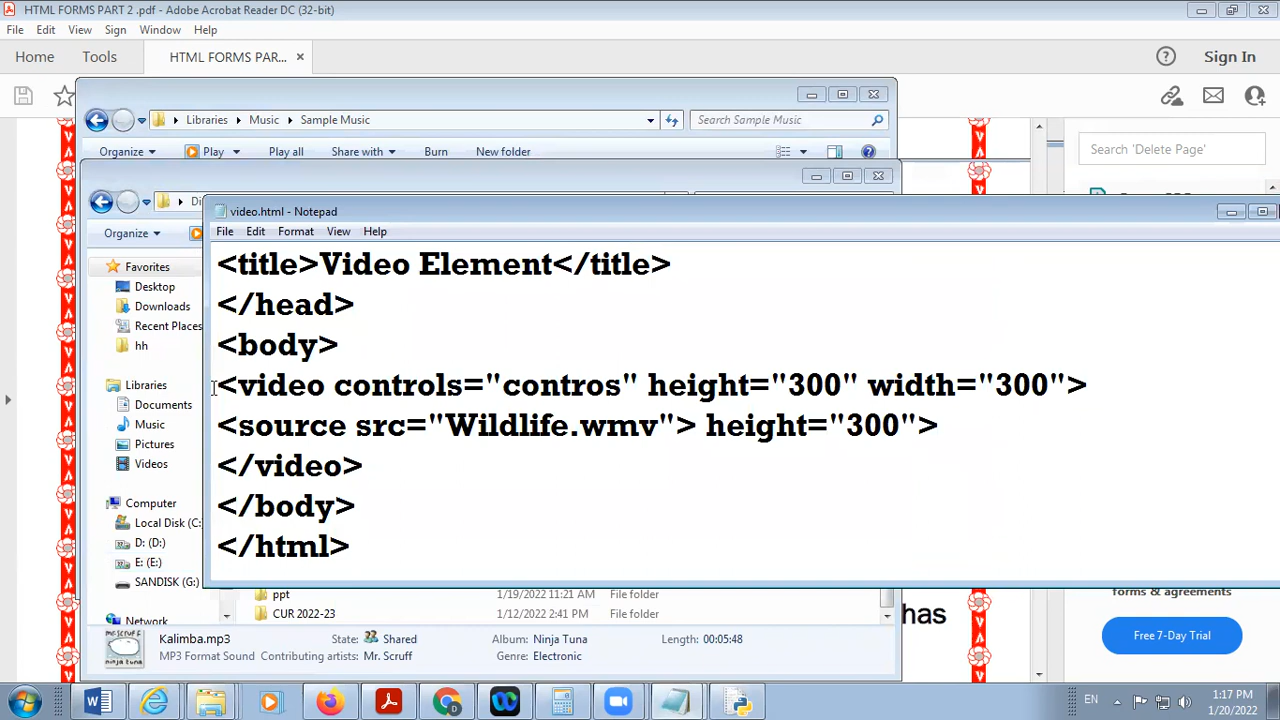 HTML FORMS PART 2 .pdf - Adobe Acrobat Reader DC (32-bit)
File Edit View Sign Window Help
Home Tools HTML FORMS PAR... × Sign In
Libraries Music Sample Music Search Sample Music
Search 'Delete Page'
Organize Play Play all Share with Burn New folder
video.html - Notepad
Organize
File Edit Format View Help
<title>Video Element</title>
</head>
<body>
<video controls="contros" height="300" width="300">
<source src="Wildlife.wmv"> height="300">
</video>
</body>
</html>
Favorites
Desktop
Downloads
Recent Places
hh
Libraries
Documents
Music
Pictures
Videos
Computer
Local Disk (C:
D: (D:)
E: (E:)
SANDISK (G:)
Network
ppt 1/19/2022 11:21 AM File folder
CUR 2022-23 1/12/2022 2:41 PM File folder
Kalimba.mp3 State: Shared Album: Ninja Tuna Length: 00:05:48
MP3 Format Sound Contributing artists: Mr. Scruff Genre: Electronic
has
forms & agreements
Free 7-Day Trial
EN
1:17 PM
1/20/2022